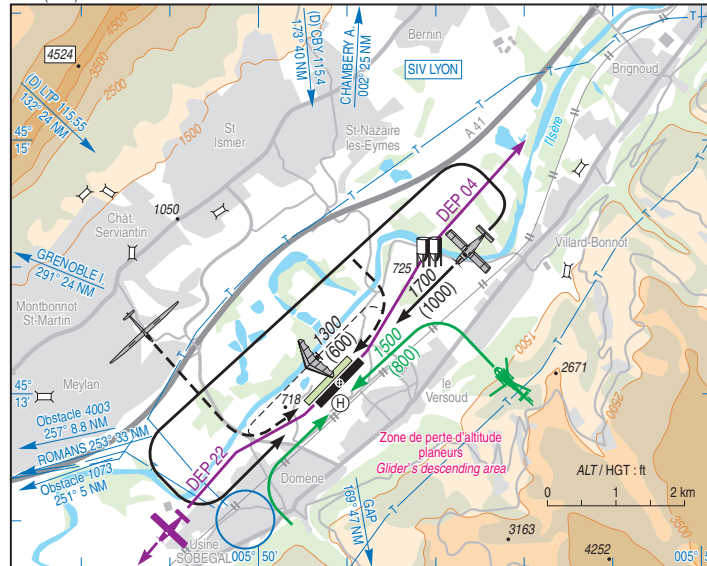 4524
3500
2500
1500
(D) LTP 115.55
132° 24 NM
(D) CBY 115.4
173° 40 NM
CHAMBERY A.
002° 25 NM
Bernin
SIV LYON
Brignoud
45°
15'
St
Ismier
St-Nazaire
les-Eymes
A 41
l'Isère
T
T
T
T
T
T
T
T
DEP 04
1050
Chât.
Servientin
725
1700
(1000)
Villard-Bonnot
GRENOBLE I.
291° 24 NM
Montbonnot
St-Martin
1300
(600)
1500
(800)
1500
2671
2500
Meylan
45°
13'
718
H
le
Versoud
Obstacle 4003
257° 8.8 NM
ROMANS 253° 33 NM
Obstacle 1073
251° 5 NM
DEP 22
Zone de perte d'altitude
planeurs
Glider's descending area
Domène
ALT / HGT : ft
0 1 2 km
GAP
169° 47 NM
3163
3500
4252
Usine
SOBEGAL
005° 50'
005° 5